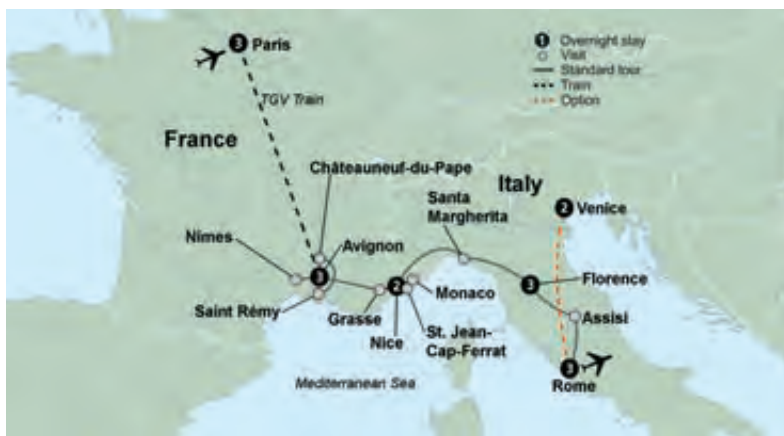 3 Paris
1 Overnight stay
Visit
Standard tour
Train
Option
TGV Train
France
Châteauneuf-du-Pape
Italy
Santa
Margherita
2 Venice
Nimes
Avignon
3
Saint Rémy
Grasse
2
Nice
Monaco
St. Jean-
Cap-Ferrat
3
Florence
Assisi
Mediterranean Sea
3
Rome